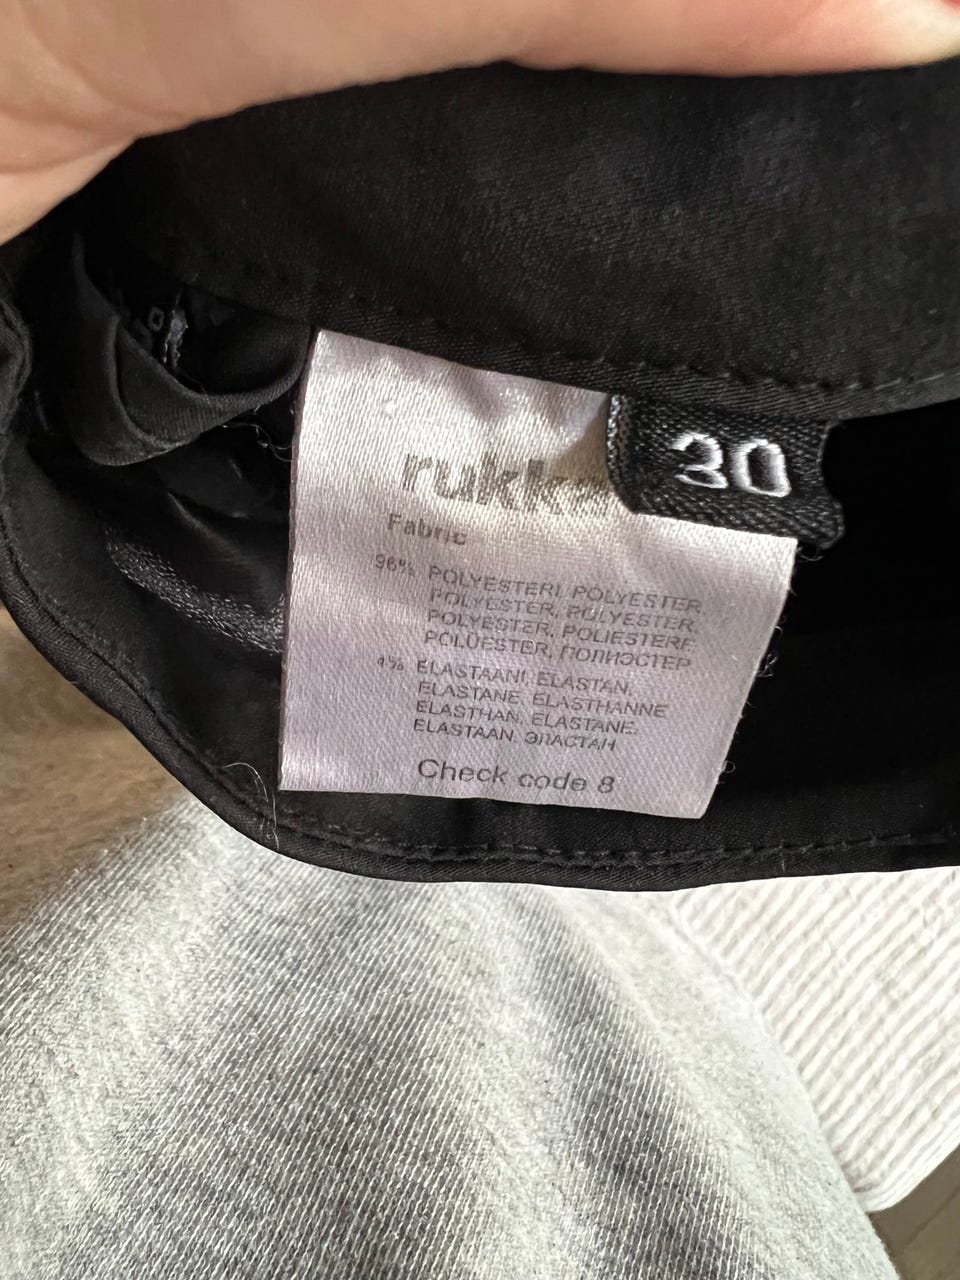 30
rukka
Fabric
96% POLYESTERI, POLYESTER,
POLYESTER, POLYESTER,
POLYESTER, POLIESTERE,
POLÜESTER, ПОЛИЭСТЕР
4% ELASTAANI, ELASTAN,
ELASTANE, ELASTHANNE
ELASTHAN, ELASTANE,
ELASTAAN, ЭЛАСТАН
Check code 8